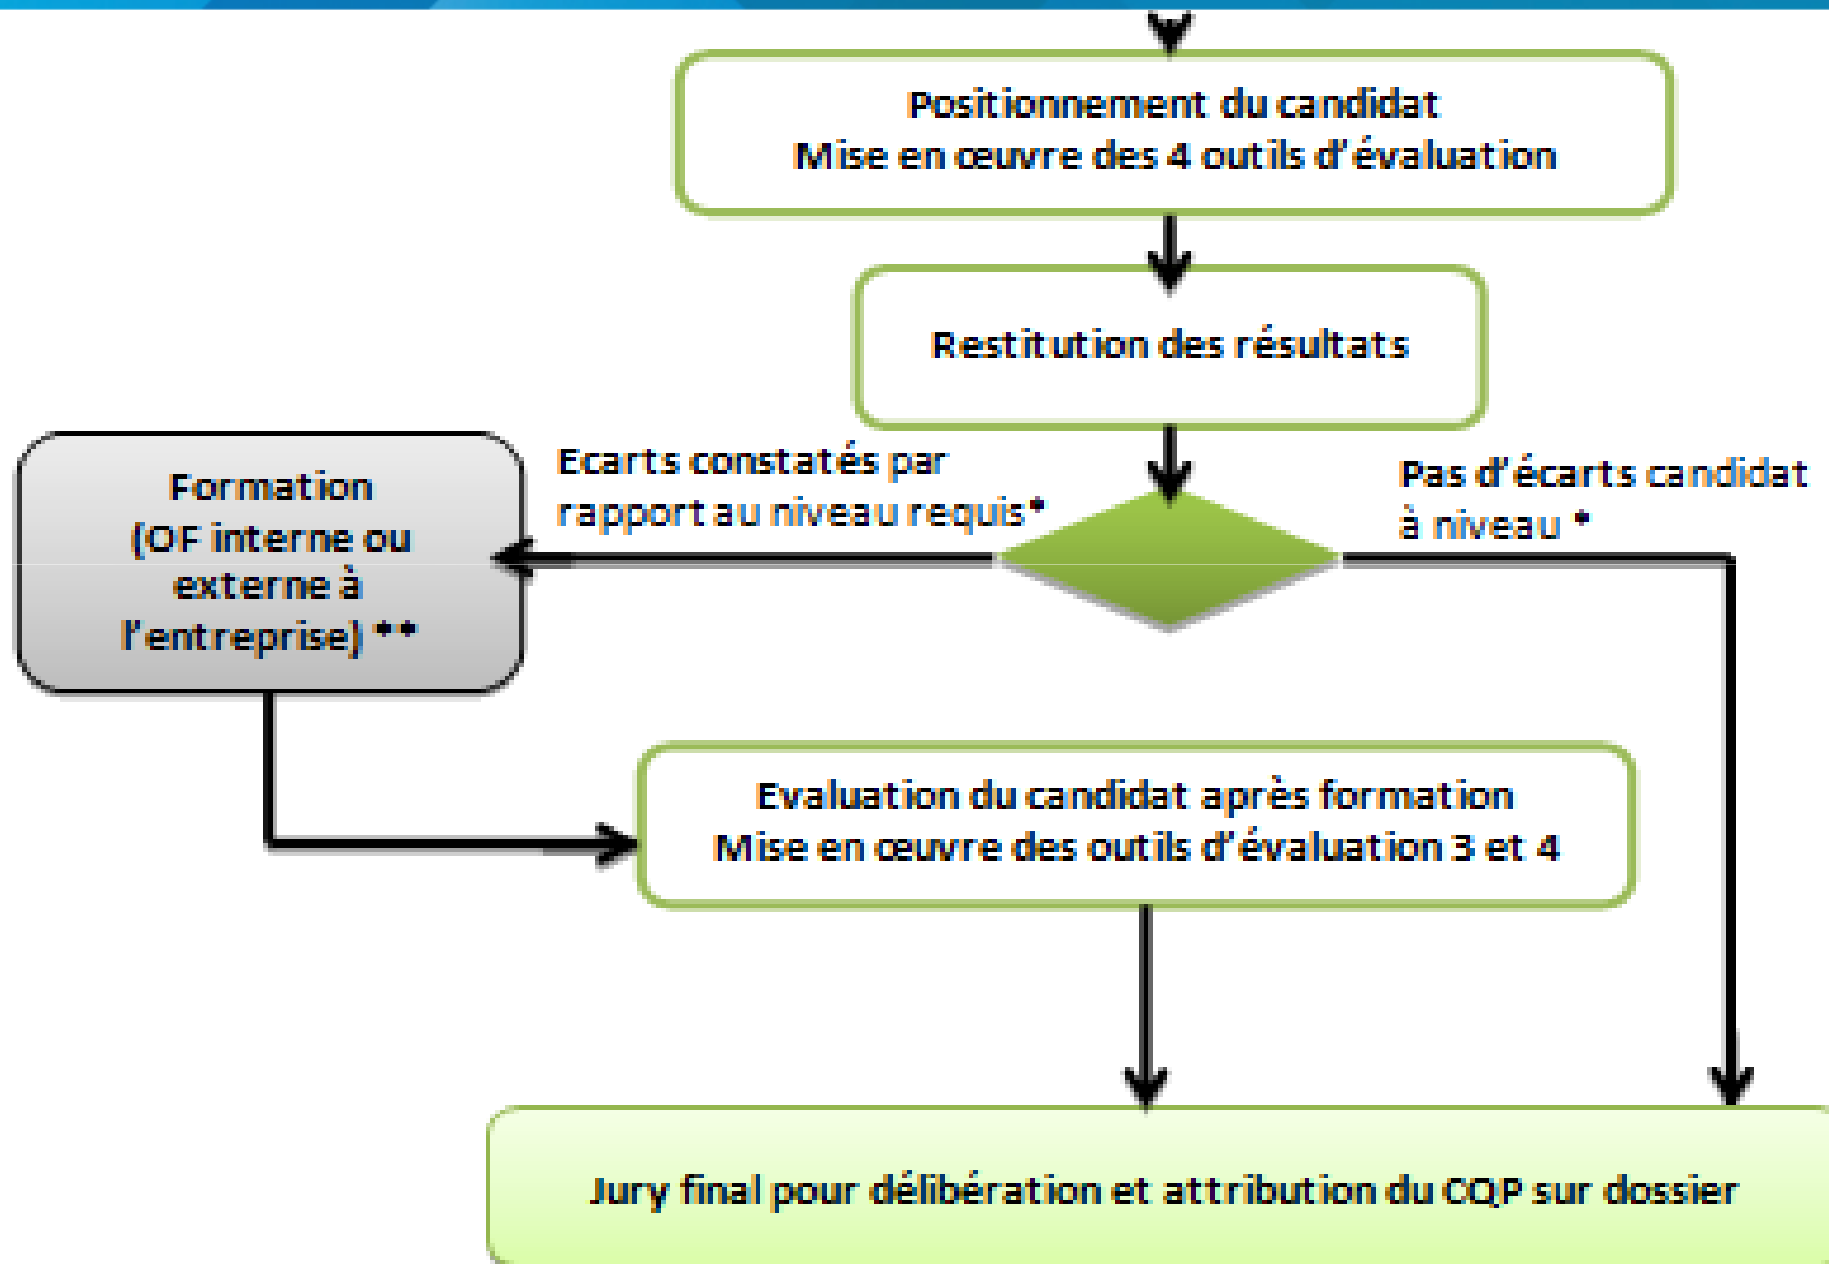 Positionnement du candidat
Mise en œuvre des 4 outils d'évaluation
Restitution des résultats
Ecarts constatés par
rapport au niveau requis*
Pas d'écarts candidat
à niveau *
Formation
(OF interne ou
externe à
l'entreprise) **
Evaluation du candidat après formation
Mise en œuvre des outils d'évaluation 3 et 4
Jury final pour délibération et attribution du CQP sur dossier